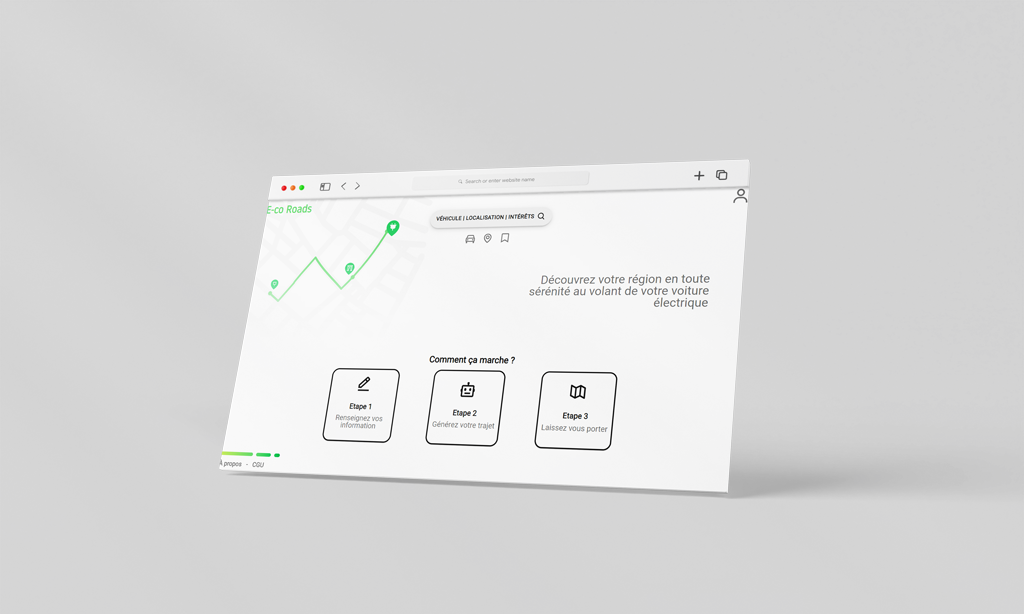 Search or enter website name
E-co Roads
VÉHICULE | LOCALISATION | INTÉRÊTS
Découvrez votre région en toute
sérénité au volant de votre voiture
électrique
Comment ça marche ?
Etape 1
Renseignez vos
information
Etape 2
Générez votre trajet
Etape 3
Laissez vous porter
À propos - CGU